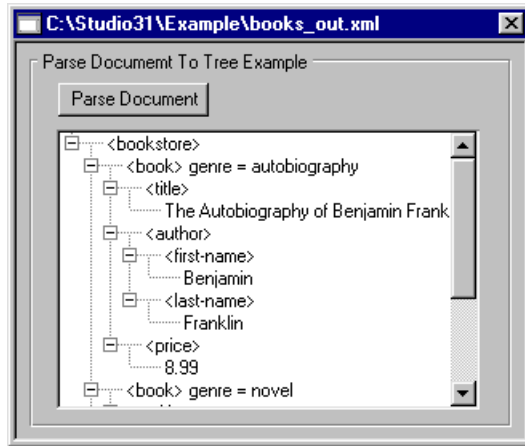 C:\Studio31\Example\books_out.xml
Parse Documemt To Tree Example
Parse Document
<bookstore>
<book> genre = autobiography
<title>
The Autobiography of Benjamin Frank
<author>
<first-name>
Benjamin
<last-name>
Franklin
<price>
8.99
<book> genre = novel